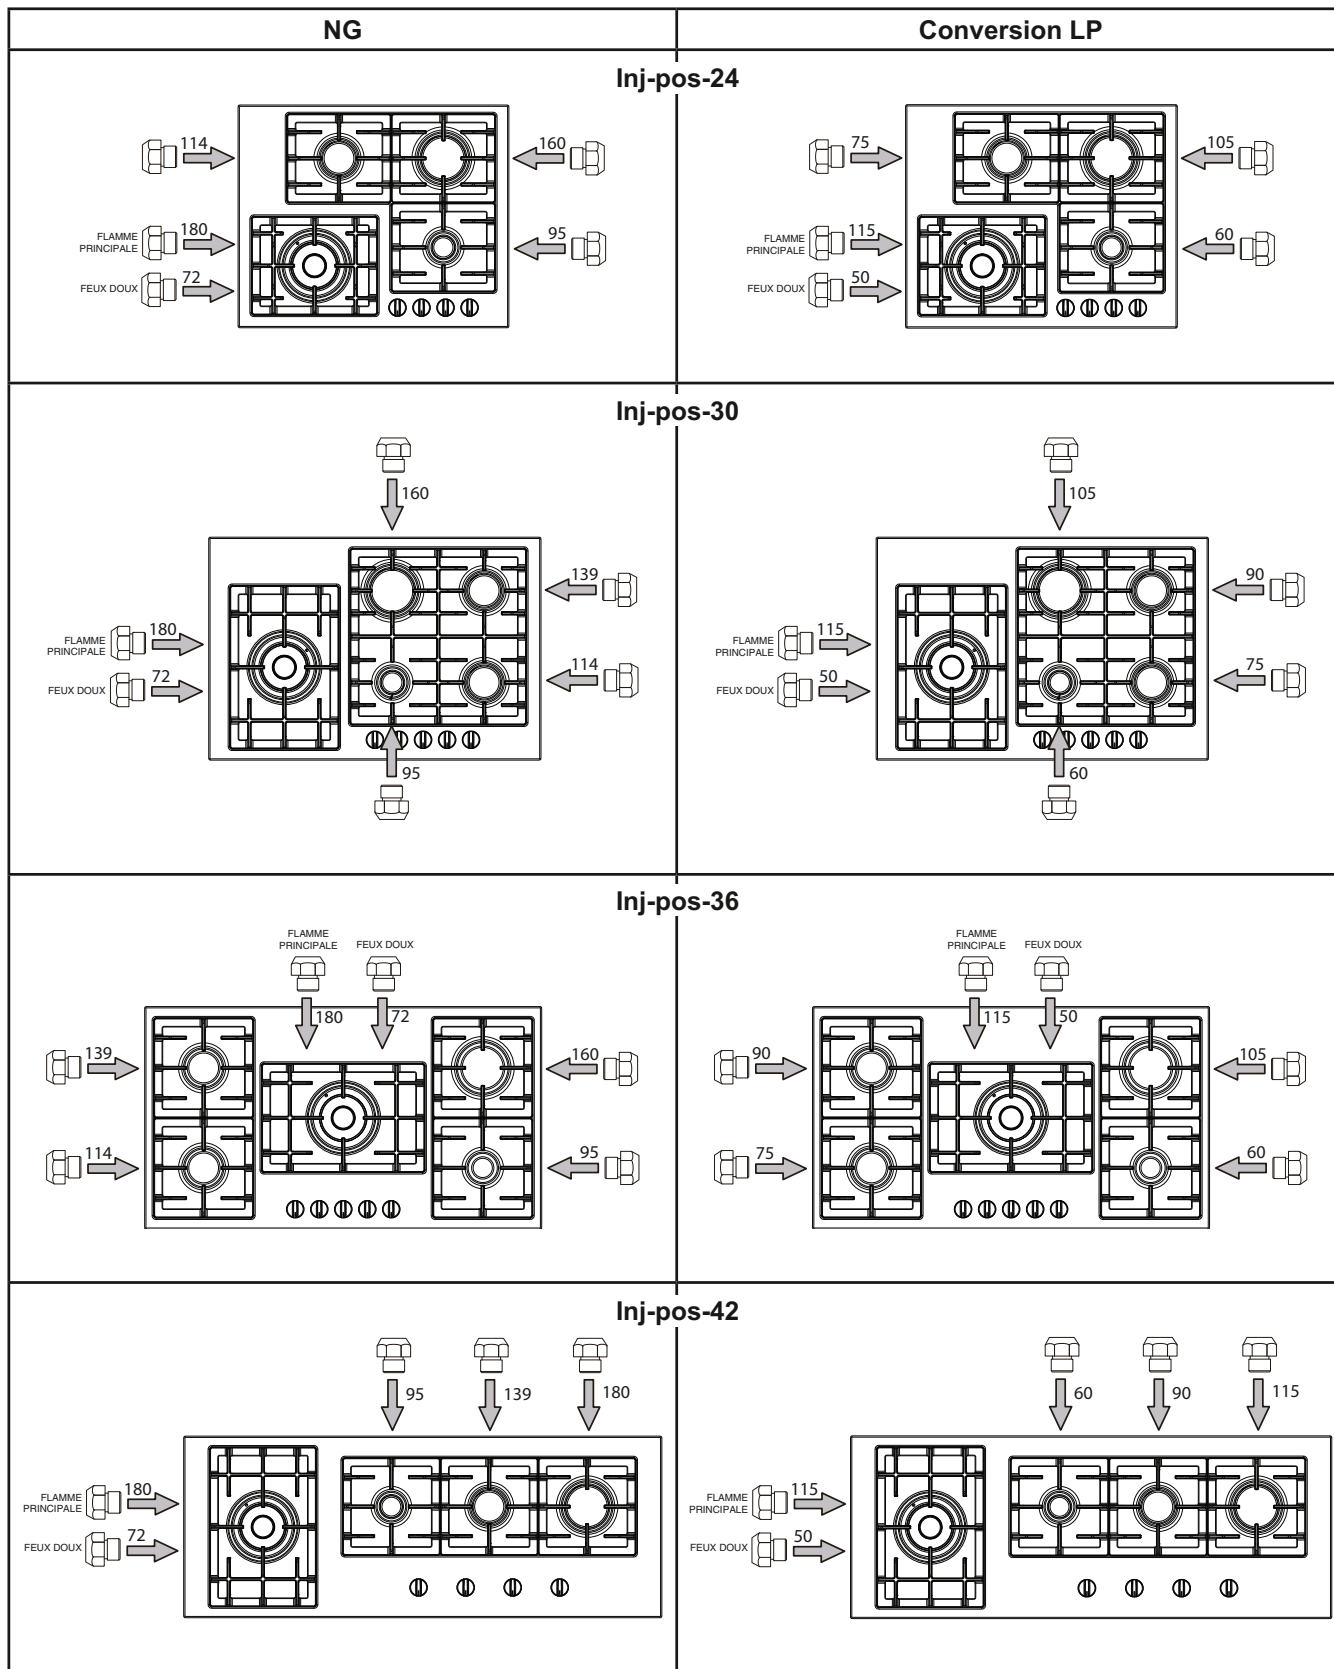 NG
Conversion LP
Inj-pos-24
114
160
FLAMME
PRINCIPALE
180
95
FEUX DOUX
72
75
105
FLAMME
PRINCIPALE
115
60
FEUX DOUX
50
Inj-pos-30
160
139
FLAMME
PRINCIPALE
180
114
FEUX DOUX
72
95
105
90
FLAMME
PRINCIPALE
115
75
FEUX DOUX
50
60
Inj-pos-36
FLAMME
PRINCIPALE
FEUX DOUX
180
72
139
160
114
95
FLAMME
PRINCIPALE
FEUX DOUX
115
50
90
105
75
60
Inj-pos-42
95
139
180
FLAMME
PRINCIPALE
180
FEUX DOUX
72
60
90
115
FLAMME
PRINCIPALE
115
FEUX DOUX
50